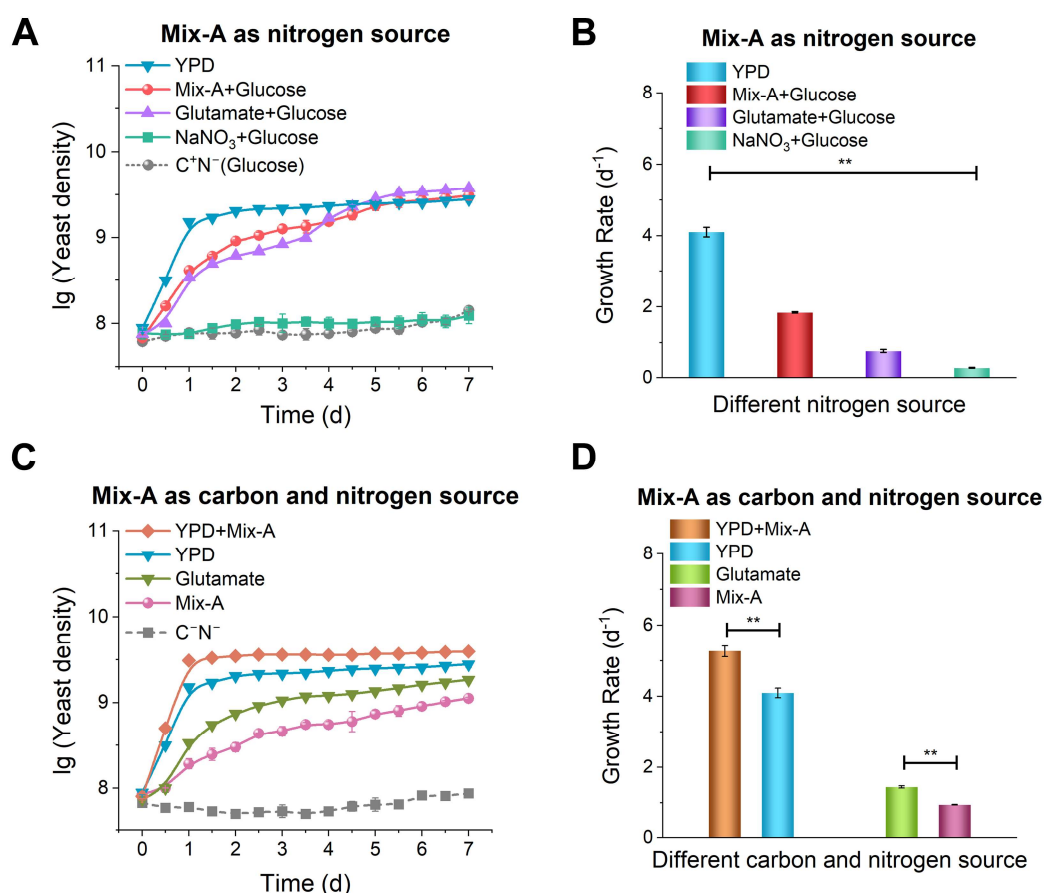 A
Mix-A as nitrogen source
YPD
Mix-A+Glucose
Glutamate+Glucose
NaNO₃+Glucose
C⁺N⁻(Glucose)
lg (Yeast density)
11
10
9
8
0 1 2 3 4 5 6 7
Time (d)
B
Mix-A as nitrogen source
YPD
Mix-A+Glucose
Glutamate+Glucose
NaNO₃+Glucose
**
Growth Rate (d⁻¹)
8
6
4
2
0
Different nitrogen source
C
Mix-A as carbon and nitrogen source
YPD+Mix-A
YPD
Glutamate
Mix-A
C⁻N⁻
lg (Yeast density)
11
10
9
8
0 1 2 3 4 5 6 7
Time (d)
D
Mix-A as carbon and nitrogen source
YPD+Mix-A
YPD
Glutamate
Mix-A
**
**
Growth Rate (d⁻¹)
8
6
4
2
0
Different carbon and nitrogen source